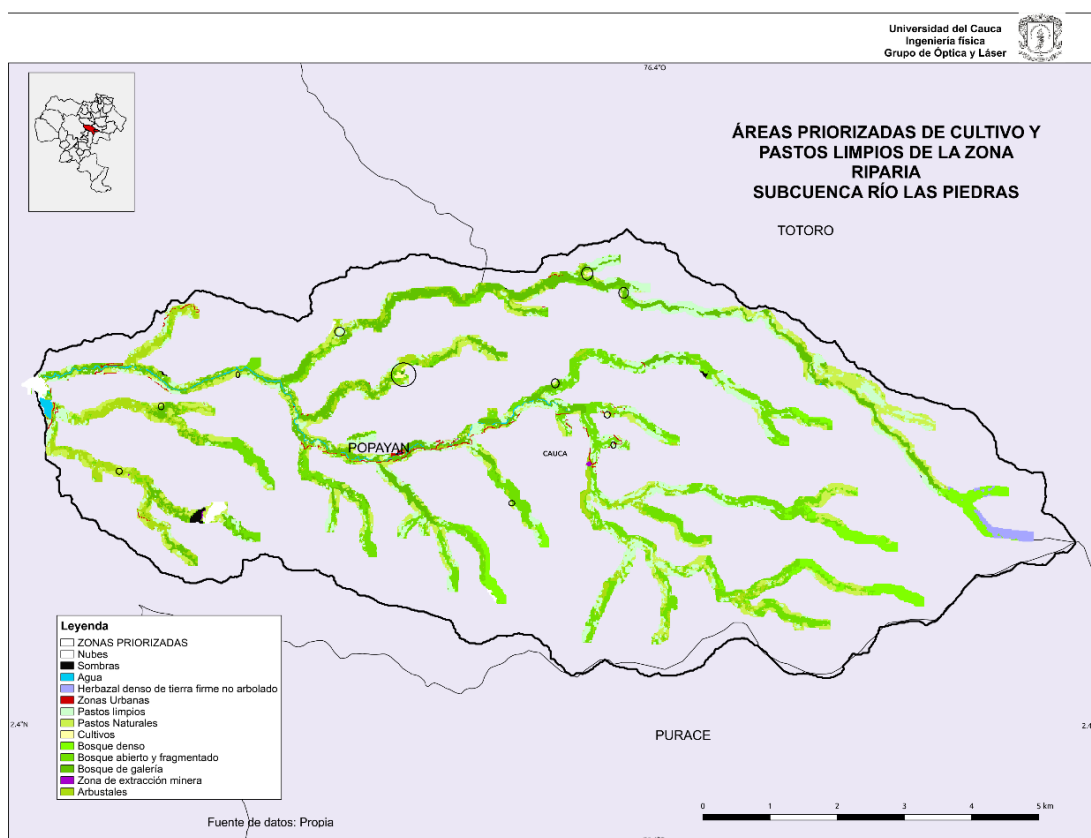 Universidad del Cauca
Ingeniería física
Grupo de Óptica y Láser
76.4°O
ÁREAS PRIORIZADAS DE CULTIVO Y
PASTOS LIMPIOS DE LA ZONA
RIPARIA
SUBCUENCA RÍO LAS PIEDRAS
TOTORO
POPAYAN
CAUCA
Leyenda
ZONAS PRIORIZADAS
Nubes
Sombras
Agua
Herbazal denso de tierra firme no arbolado
Zonas Urbanas
Pastos limpios
Pastos Naturales
Cultivos
Bosque denso
Bosque abierto y fragmentado
Bosque de galería
Zona de extracción minera
Arbustales
2.4°N
2.4
PURACE
0 1 2 3 4 5 km
Fuente de datos: Propia